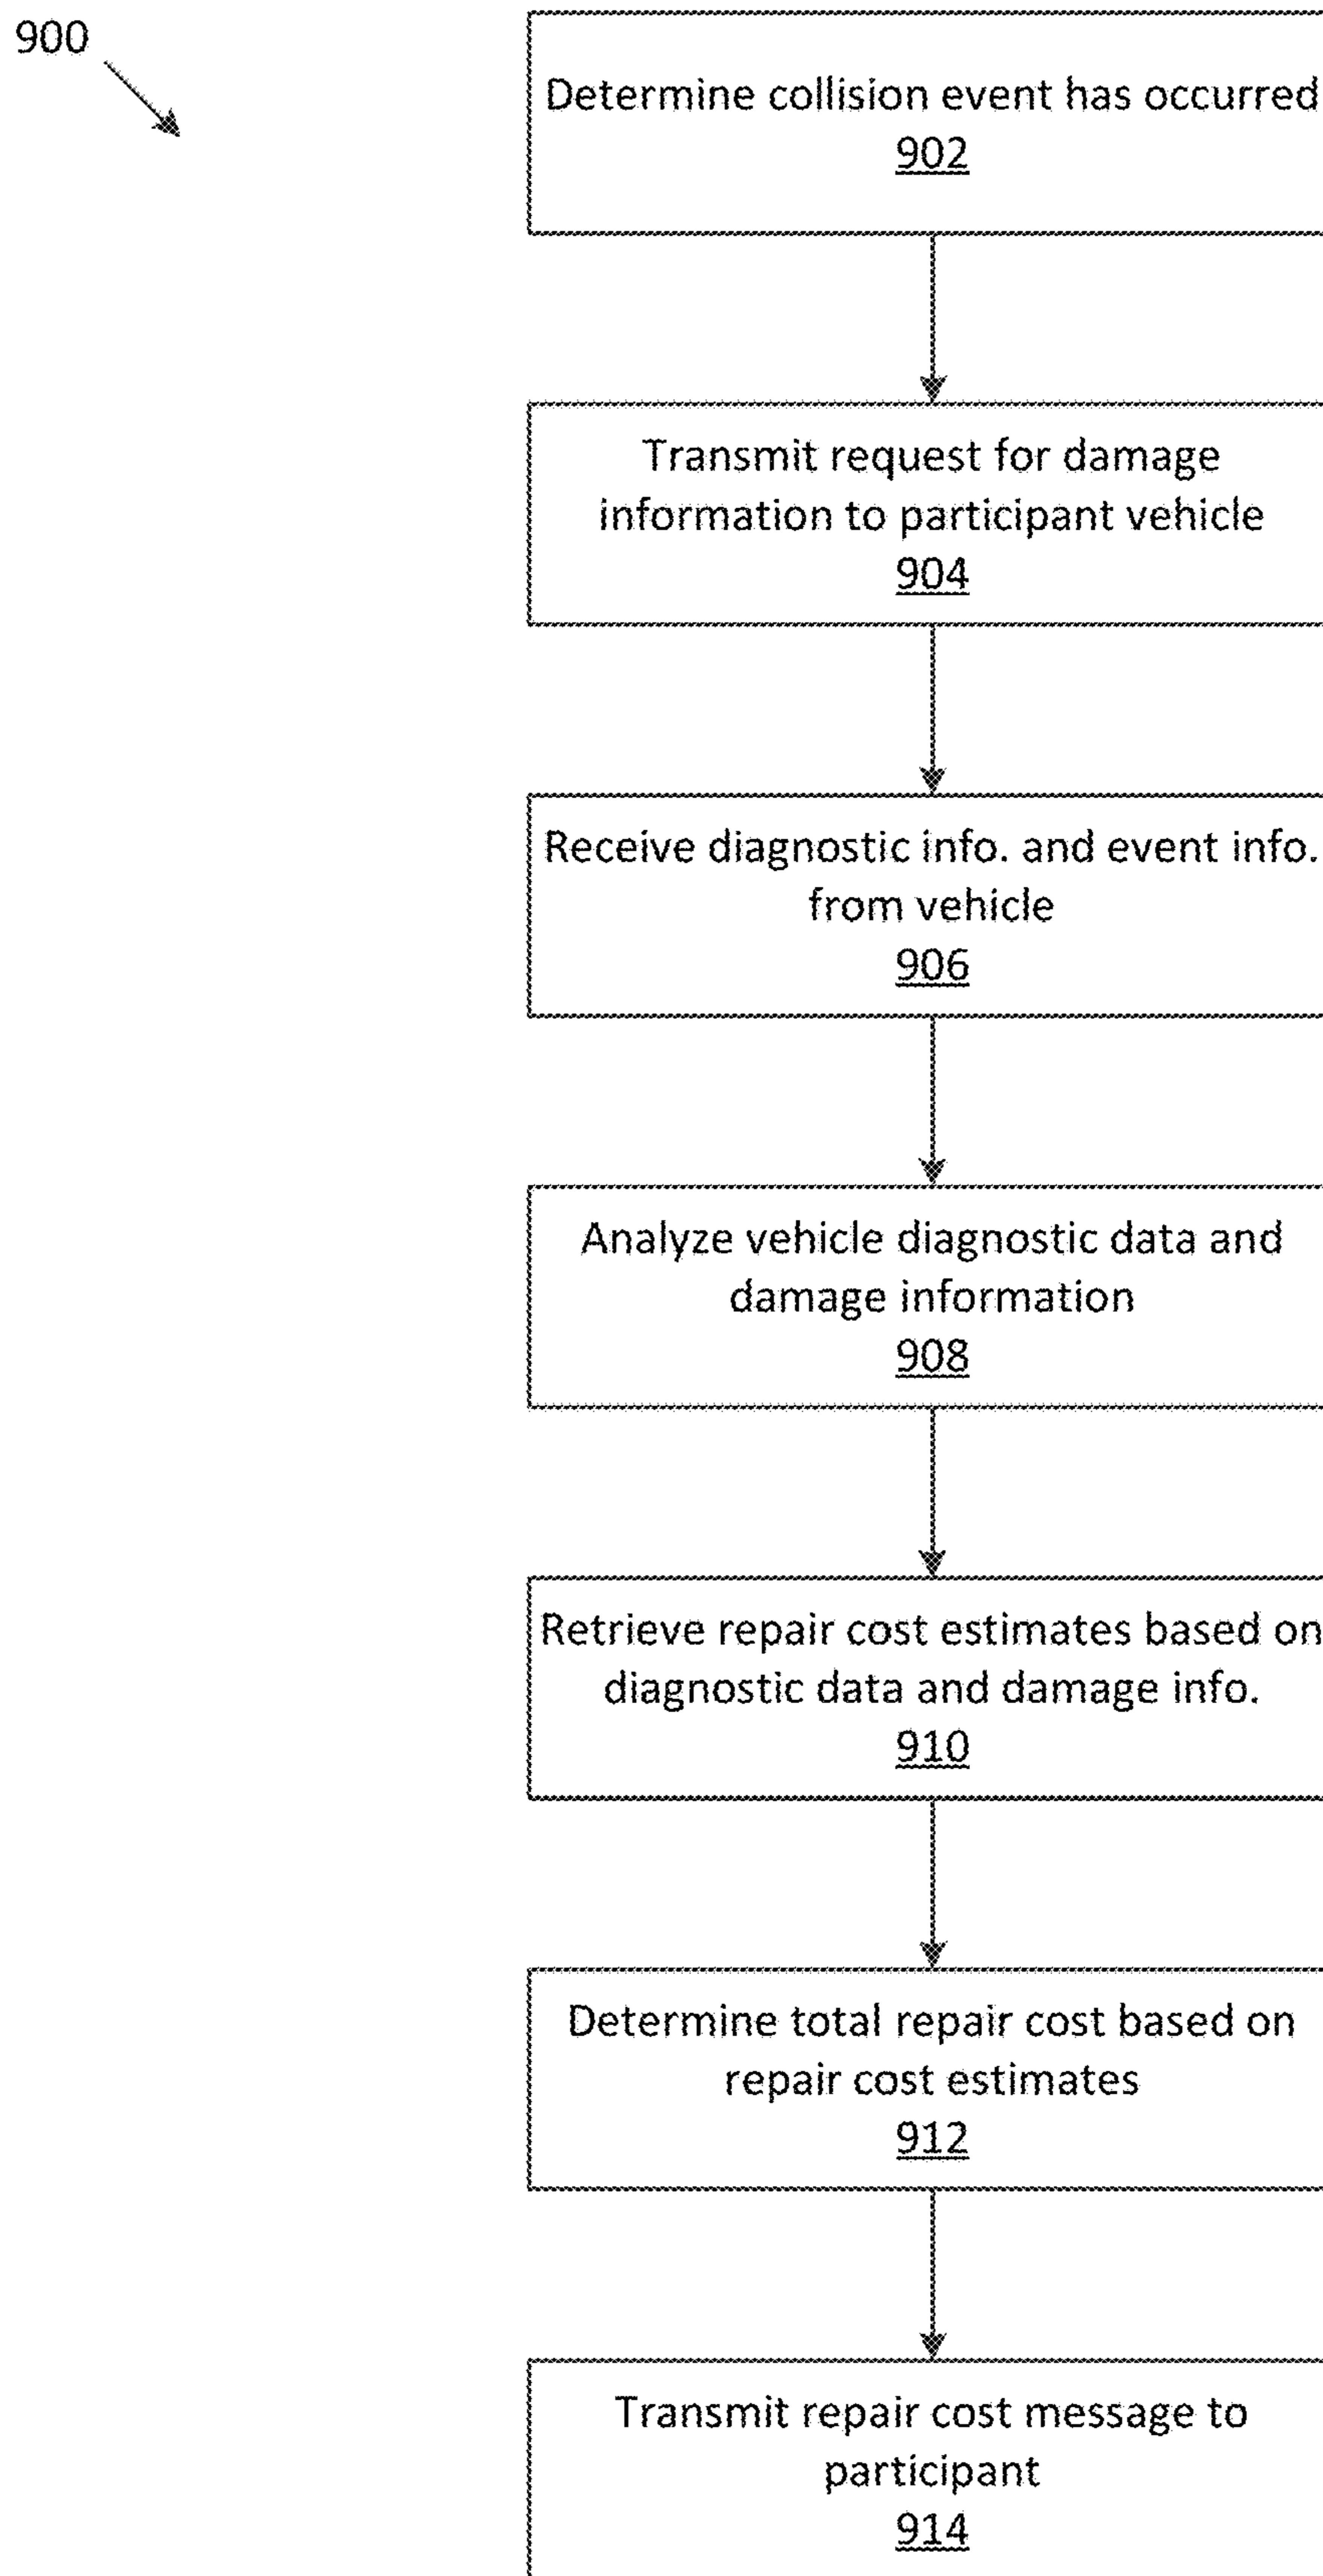 900
Determine collision event has occurred
902
Transmit request for damage
information to participant vehicle
904
Receive diagnostic info. and event info.
from vehicle
906
Analyze vehicle diagnostic data and
damage information
908
Retrieve repair cost estimates based on
diagnostic data and damage info.
910
Determine total repair cost based on
repair cost estimates
912
Transmit repair cost message to
participant
914